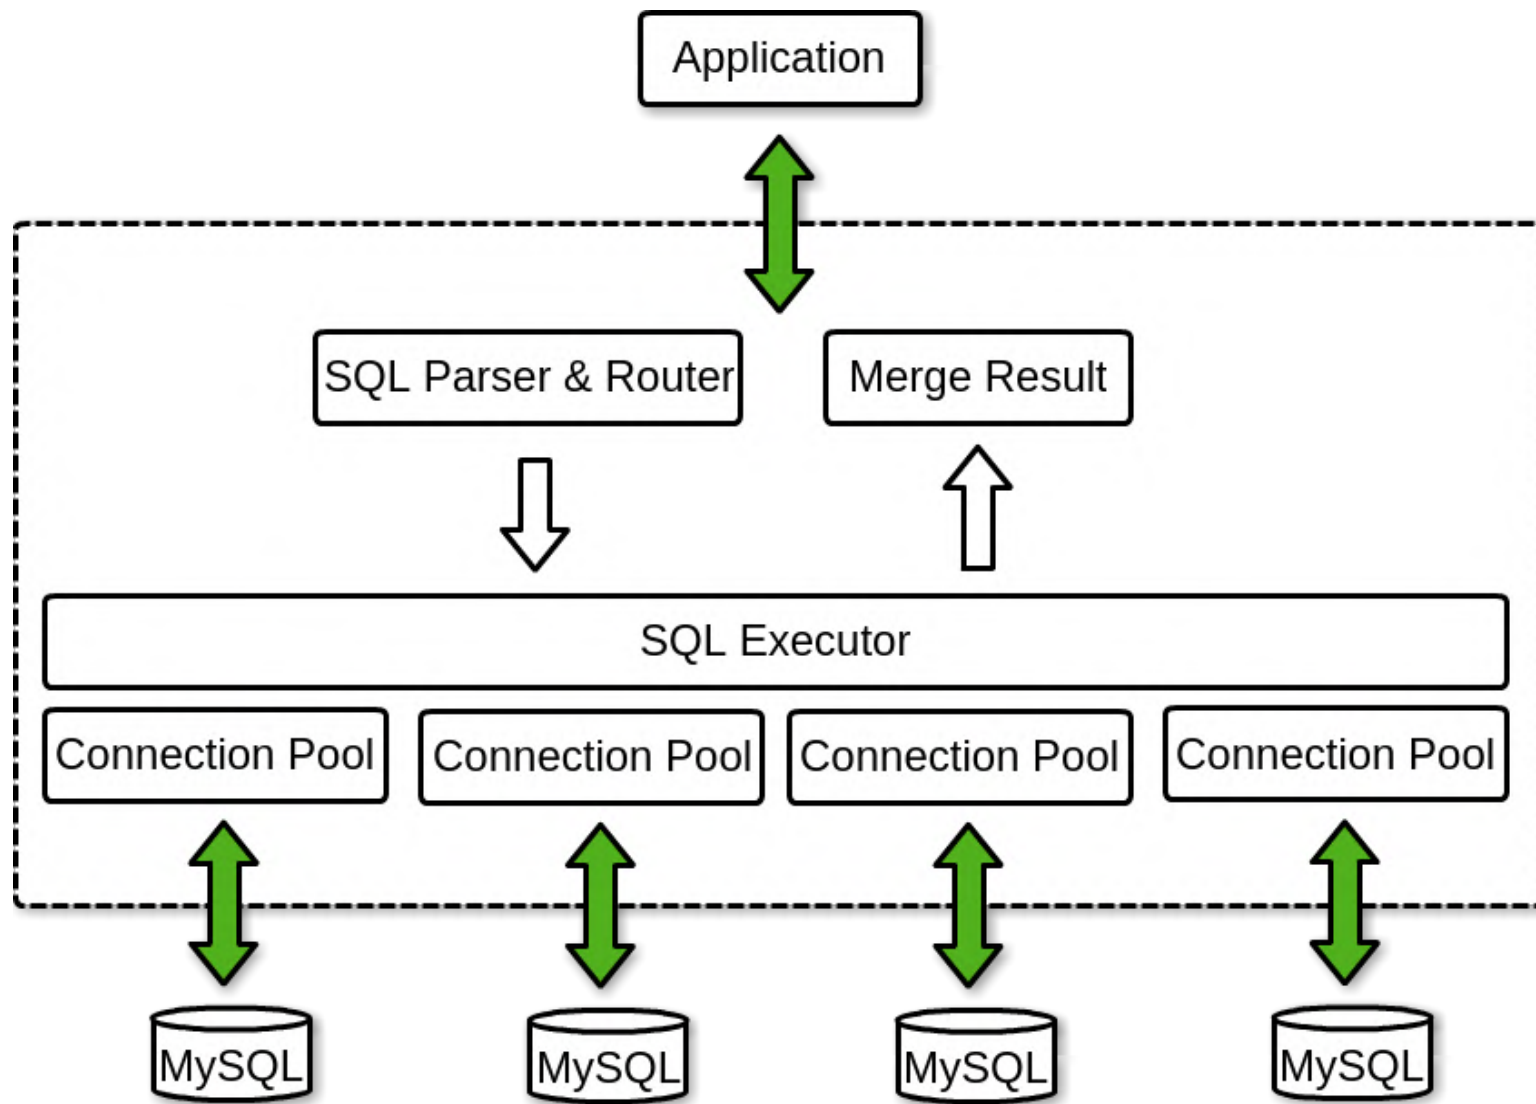 Application
SQL Parser & Router
Merge Result
SQL Executor
Connection Pool
Connection Pool
Connection Pool
Connection Pool
MySQL
MySQL
MySQL
MySQL